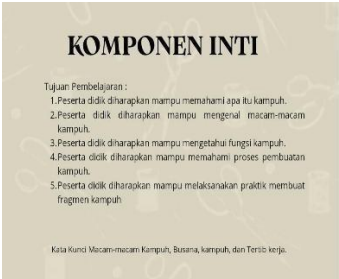 KOMPONEN INTI
Tujuan Pembelajaran :
1.Peserta didik diharapkan mampu memahami apa itu kampuh.
2.Peserta didik diharapkan mampu mengenal macam-macam
kampuh.
3.Peserta didik diharapkan mampu mengetahui fungsi kampuh.
4.Peserta didik diharapkan mampu memahami proses pembuatan
kampuh.
5.Peserta didik diharapkan mampu melaksanakan praktik membuat
fragmen kampuh
Kata Kunci Macam-macam Kampuh, Busana, kampuh, dan Tertib kerja.